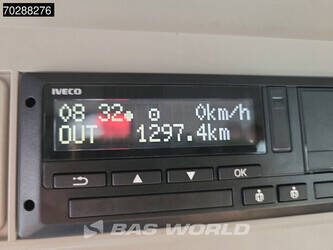 70288276
IVECO
08 32 0km/h
OUT 1297.4km
OK
BAS WORLD